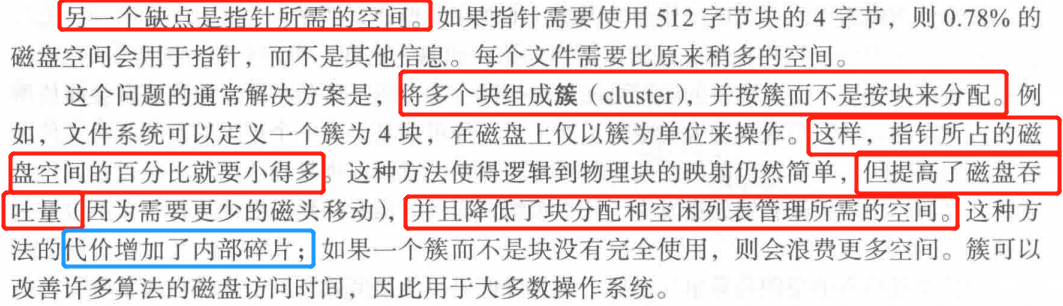 另一个缺点是指针所需的空间。如果指针需要使用 512 字节块的 4 字节，则 0.78% 的
磁盘空间会用于指针，而不是其他信息。每个文件需要比原来稍多的空间。
这个问题的通常解决方案是，将多个块组成簇（cluster），并按簇而不是按块来分配。例
如，文件系统可以定义一个簇为 4 块，在磁盘上仅以簇为单位来操作。这样，指针所占的磁
盘空间的百分比就要小得多。这种方法使得逻辑到物理块的映射仍然简单，但提高了磁盘吞
吐量（因为需要更少的磁头移动），并且降低了块分配和空闲列表管理所需的空间。这种方
法的代价增加了内部碎片；如果一个簇而不是块没有完全使用，则会浪费更多空间。簇可以
改善许多算法的磁盘访问时间，因此用于大多数操作系统。